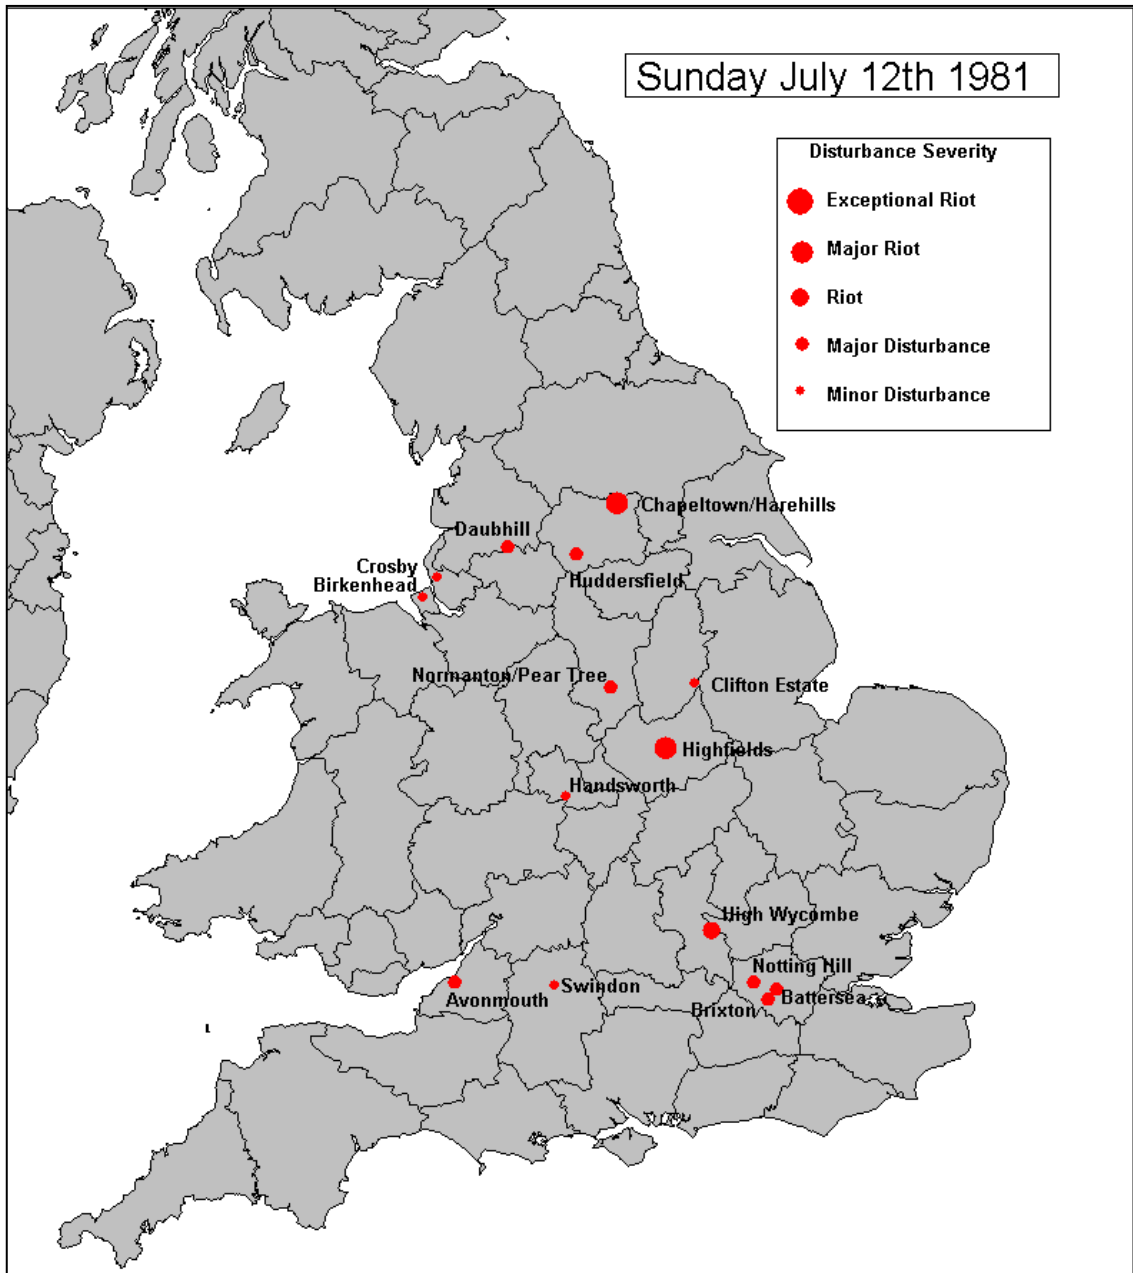 Sunday July 12th 1981
Disturbance Severity
Exceptional Riot
Major Riot
Riot
Major Disturbance
Minor Disturbance
Chapeltown/Harehills
Daubhill
Huddersfield
Crosby
Birkenhead
Normanton/Pear Tree
Clifton Estate
Highfields
Handsworth
High Wycombe
Notting Hill
Swindon
Avonmouth
Battersea
Brixton